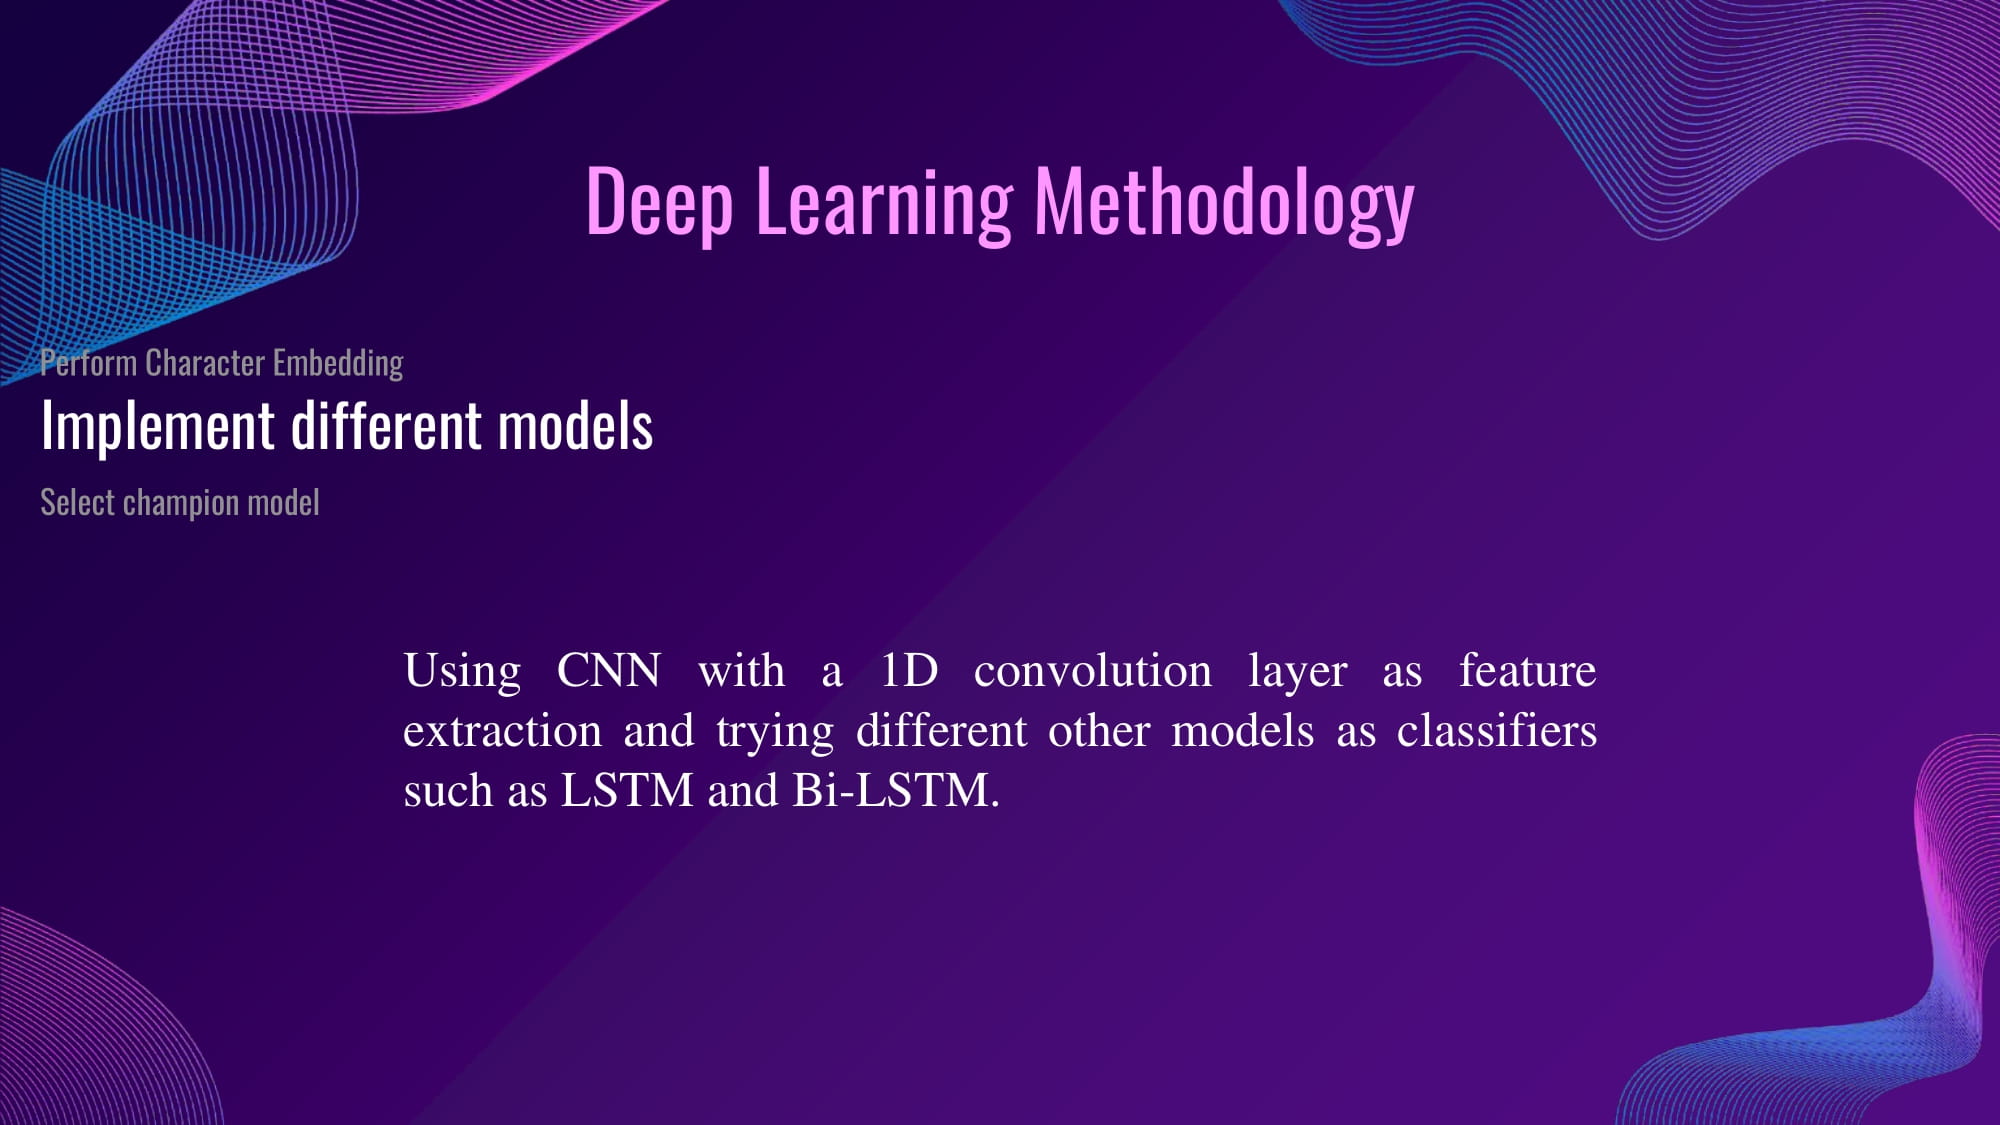 Deep Learning Methodology
Perform Character Embedding
Implement different models
Select champion model
Using CNN with a 1D convolution layer as feature
extraction and trying different other models as classifiers
such as LSTM and Bi-LSTM.